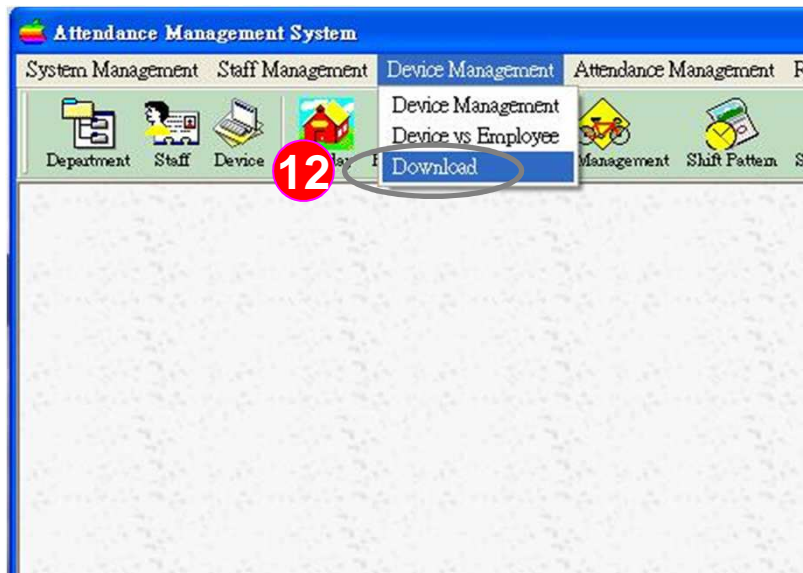 Attendance Management System
System Management Staff Management Device Management Attendance Management
Device Management
Device vs Employee
Download
Department Staff Device Management Shift Pattern
12